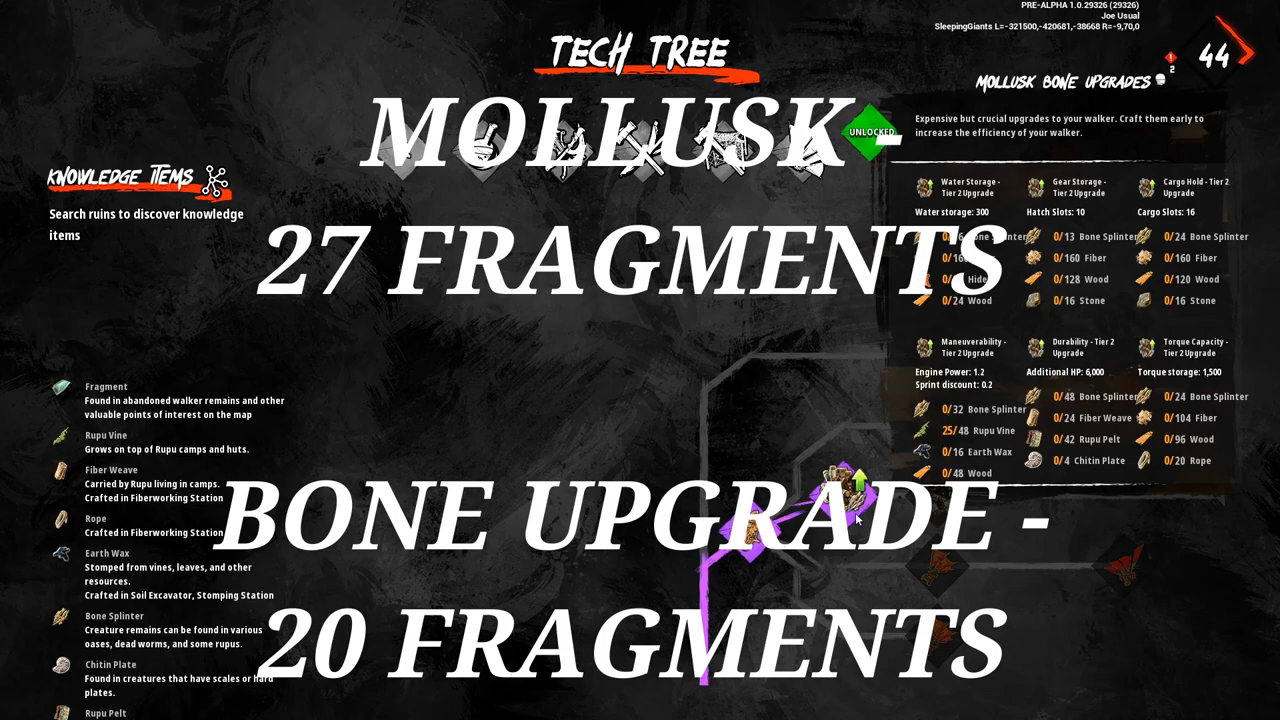 PRE-ALPHA 1.0.29326 (29326)
Joe Usual
SleepingGiants L=-321500,-420681,-38668 R=-9,70,0
TECH TREE
44
2
MOLLUSK BONE UPGRADES
MOLLUSK -
UNLOCKED
Expensive but crucial upgrades to your walker. Craft them early to
increase the efficiency of your walker.
KNOWLEDGE ITEMS
Search ruins to discover knowledge
items
27 FRAGMENTS
Water Storage -
Tier 2 Upgrade
Water storage: 300
Bone Splinter
Hide
0/24 Wood
Gear Storage -
Tier 2 Upgrade
Hatch Slots: 10
0/13 Bone Splinter
0/160 Fiber
0/128 Wood
0/16 Stone
Cargo Hold - Tier 2
Upgrade
Cargo Slots: 16
0/24 Bone Splinter
0/160 Fiber
0/120 Wood
0/16 Stone
Maneuverability -
Tier 2 Upgrade
Engine Power: 1.2
Sprint discount: 0.2
0/32 Bone Splinter
25/48 Rupu Vine
0/16 Earth Wax
0/48 Wood
Durability - Tier 2
Upgrade
Additional HP: 6,000
0/48 Bone Splinter
0/24 Fiber Weave
0/42 Rupu Pelt
0/4 Chitin Plate
Torque Capacity -
Tier 2 Upgrade
Torque storage: 1,500
0/24 Bone Splinter
0/104 Fiber
0/96 Wood
0/20 Rope
Fragment
Found in abandoned walker remains and other
valuable points of interest on the map
Rupu Vine
Grows on top of Rupu camps and huts.
Fiber Weave
Carried by Rupu living in camps.
Crafted in Fiberworking Station
Rope
Crafted in Fiberworking Station
Earth Wax
Stomped from vines, leaves, and other
resources.
Crafted in Soil Excavator, Stomping Station
Bone Splinter
Creature remains can be found in various
oases, dead worms, and some rupus.
Chitin Plate
Found in creatures that have scales or hard
plates.
Rupu Pelt
BONE UPGRADE -
20 FRAGMENTS